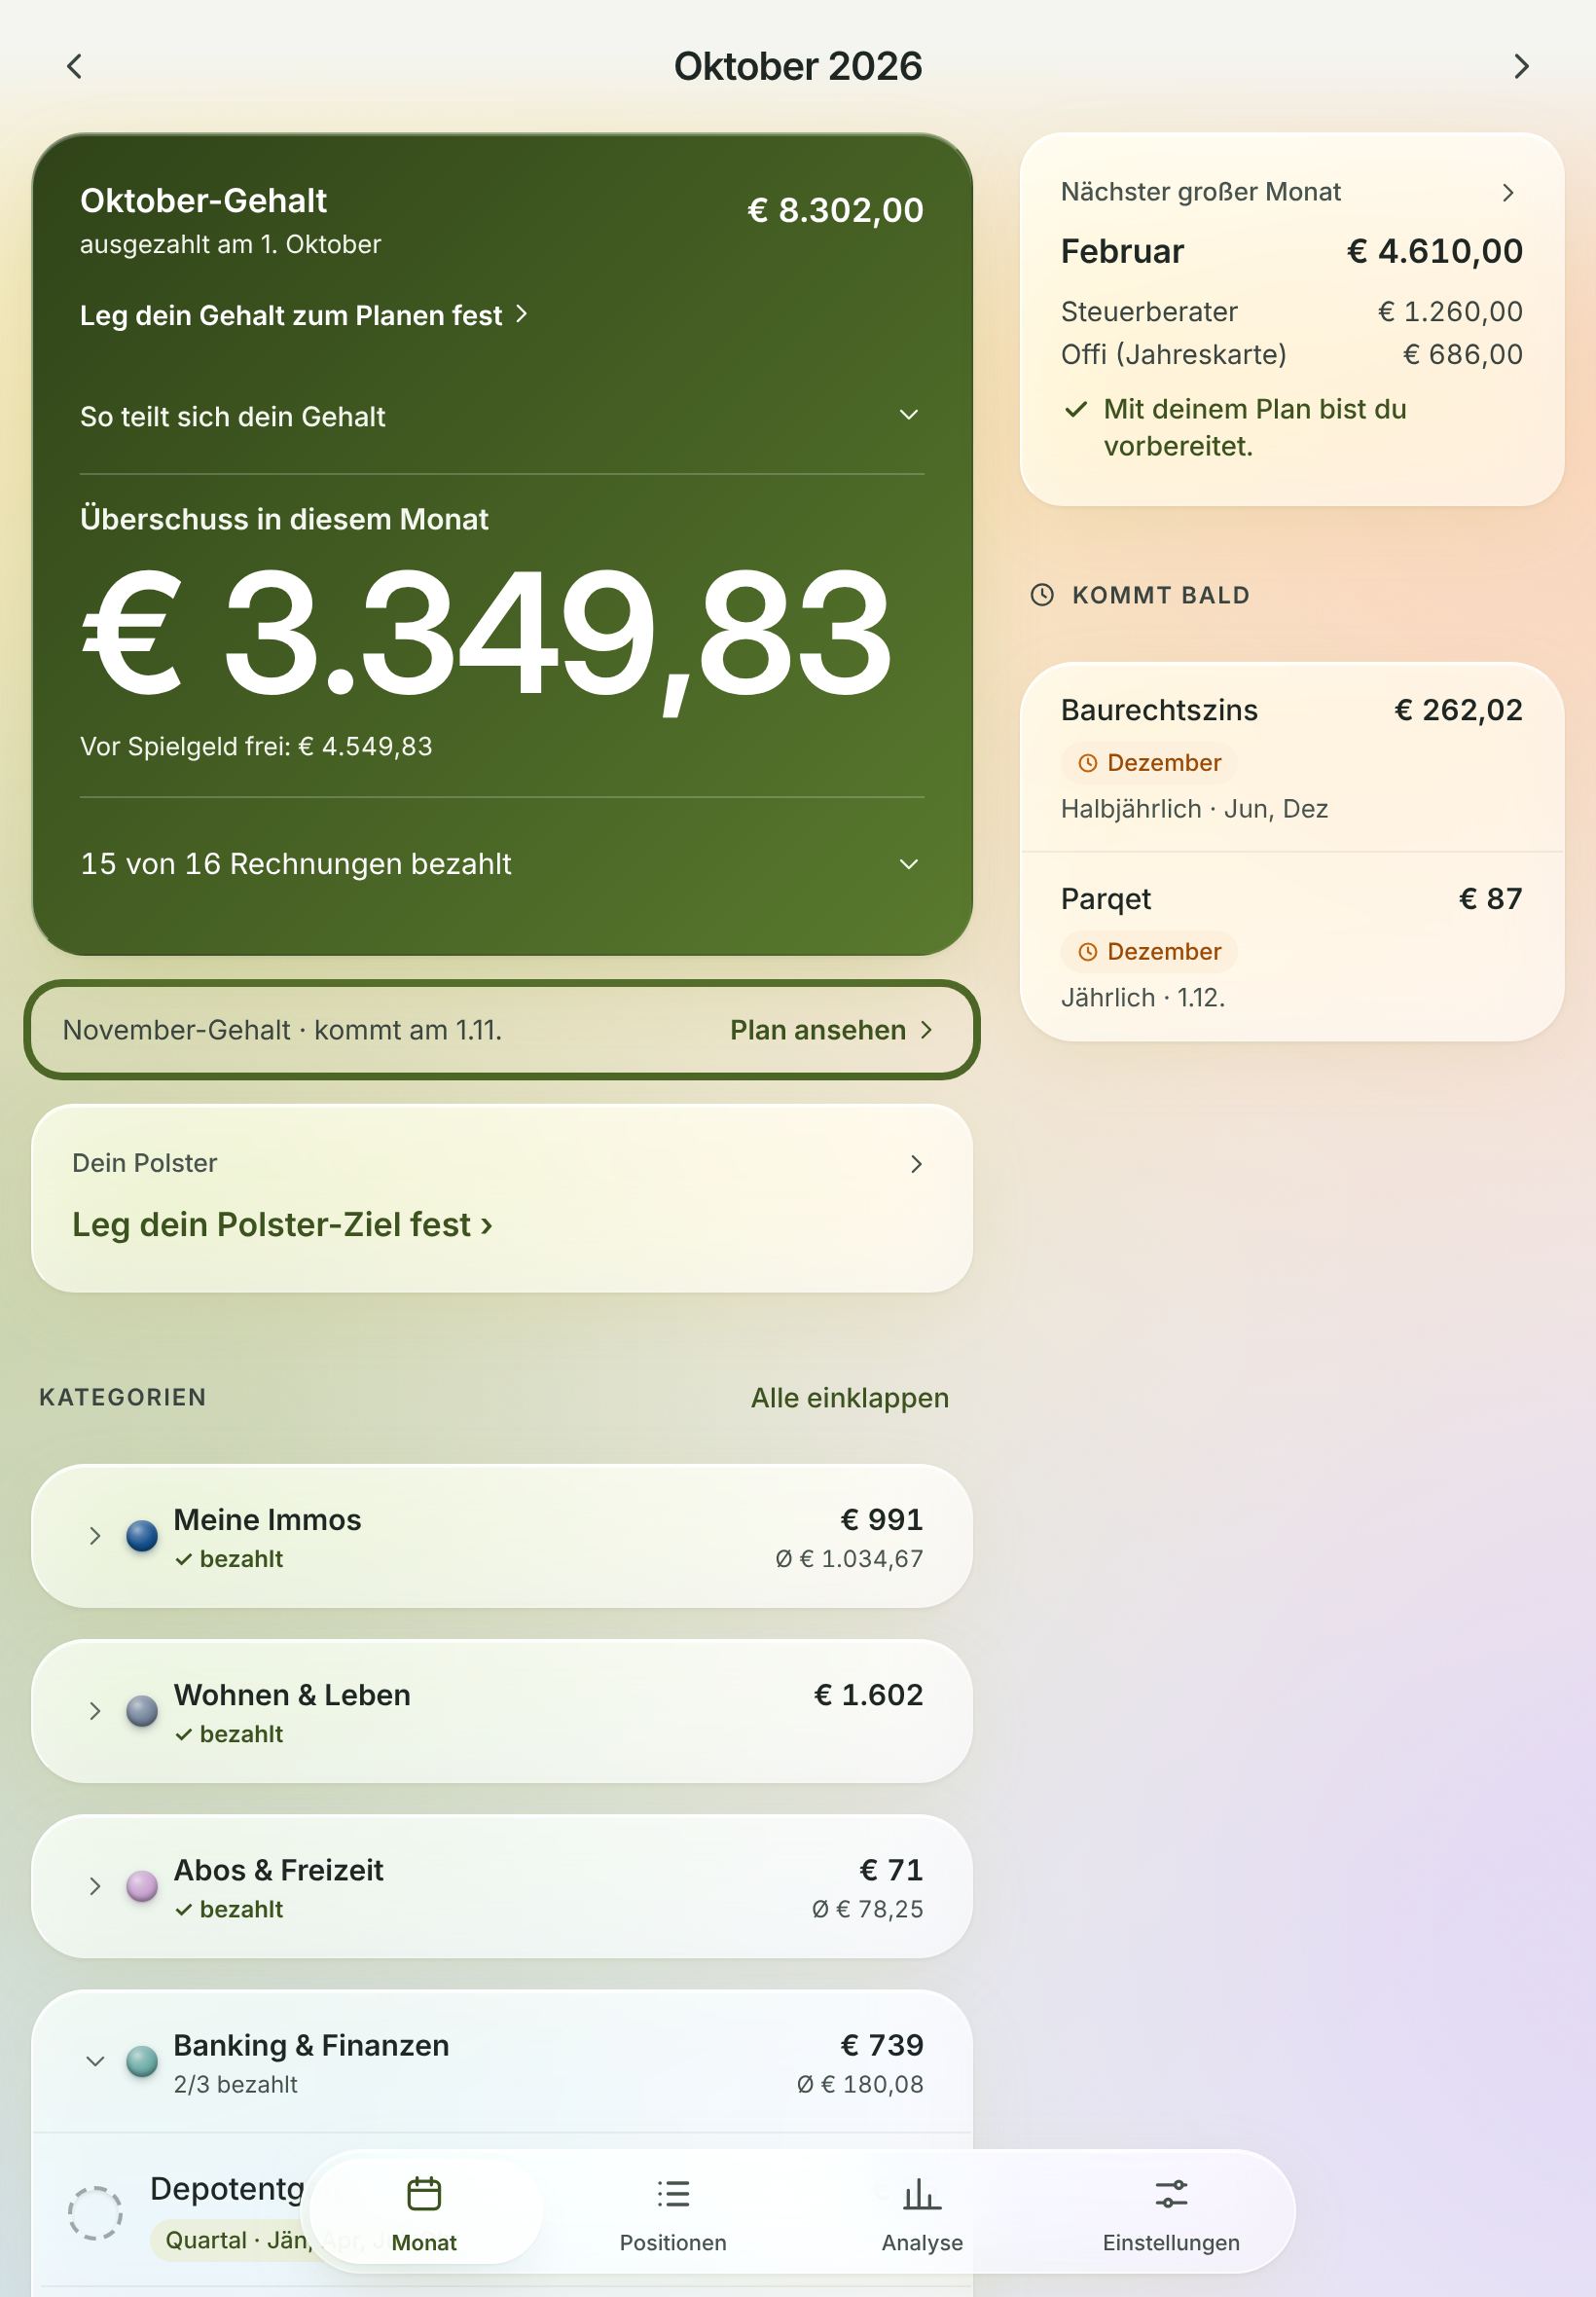 Oktober 2026
Oktober-Gehalt
€ 8.302,00
ausgezahlt am 1. Oktober
Leg dein Gehalt zum Planen fest
So teilt sich dein Gehalt
Überschuss in diesem Monat
€ 3.349,83
Vor Spielgeld frei: € 4.549,83
15 von 16 Rechnungen bezahlt
November-Gehalt · kommt am 1.11.
Plan ansehen
Dein Polster
Leg dein Polster-Ziel fest ›
KATEGORIEN
Alle einklappen
Meine Immos
€ 991
✓ bezahlt
Ø € 1.034,67
Wohnen & Leben
€ 1.602
✓ bezahlt
Abos & Freizeit
€ 71
✓ bezahlt
Ø € 78,25
Banking & Finanzen
€ 739
2/3 bezahlt
Ø € 180,08
Depotentg
Quartal · Jän, Apr,
Nächster großer Monat
Februar
€ 4.610,00
Steuerberater
€ 1.260,00
Offi (Jahreskarte)
€ 686,00
Mit deinem Plan bist du
vorbereitet.
KOMMT BALD
Baurechtszins
€ 262,02
Dezember
Halbjährlich · Jun, Dez
Parqet
€ 87
Dezember
Jährlich · 1.12.
Monat
Positionen
Analyse
Einstellungen